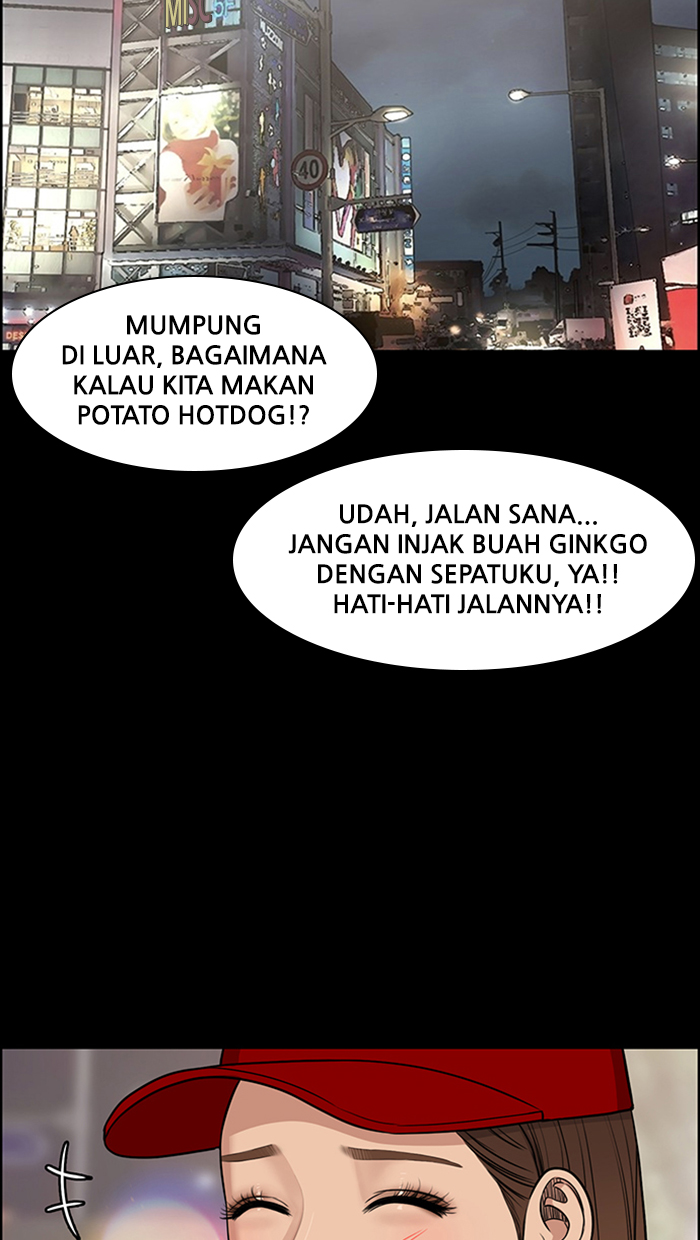 MISC
40
MUMPUNG
DI LUAR, BAGAIMANA
KALAU KITA MAKAN
POTATO HOTDOG!?
UDAH, JALAN SANA...
JANGAN INJAK BUAH GINKGO
DENGAN SEPATUKU, YA!!
HATI-HATI JALANNYA!!